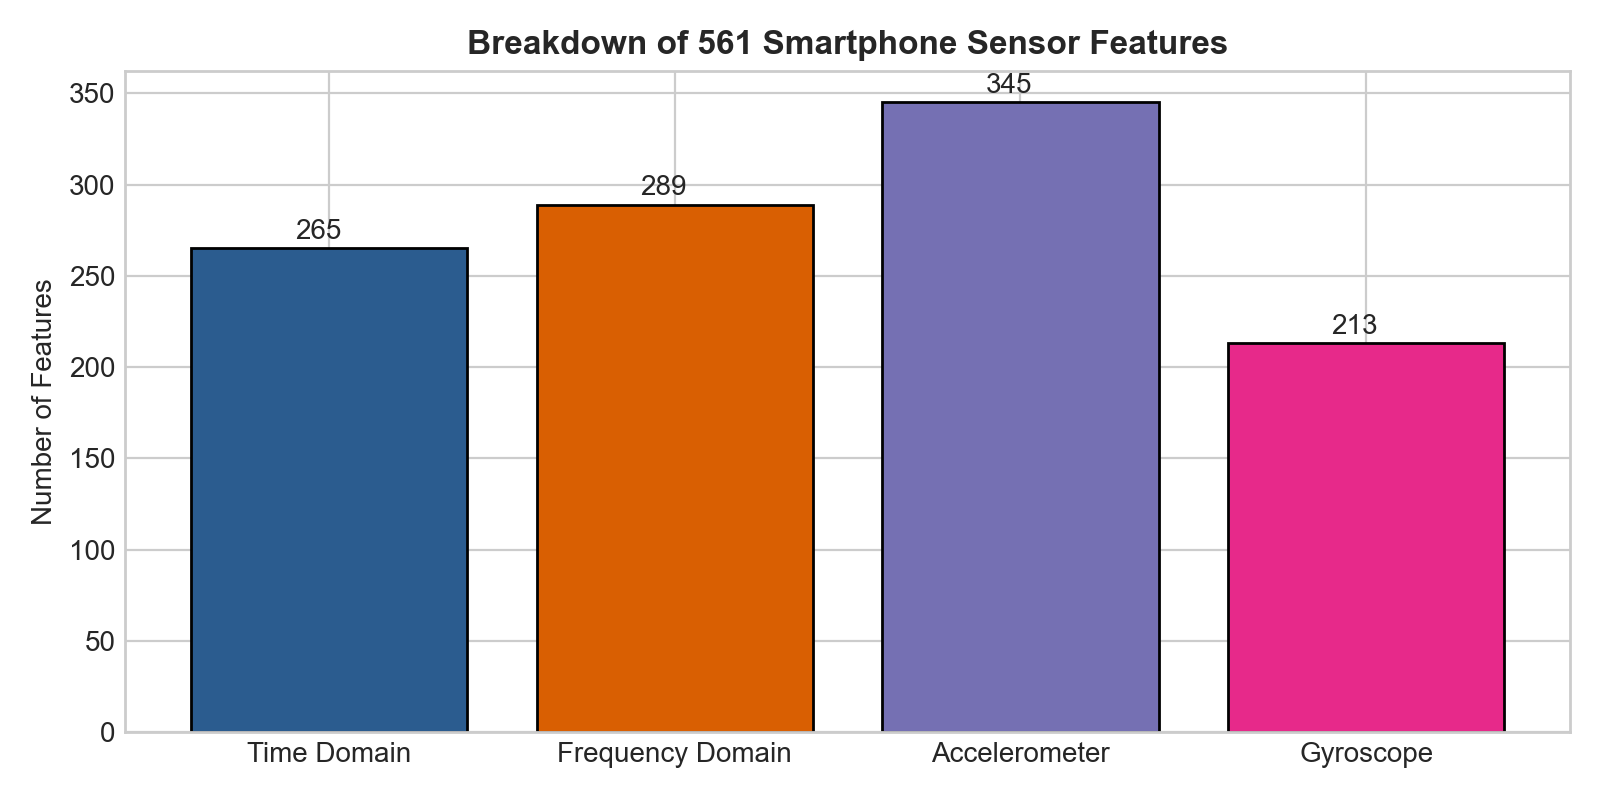 Breakdown of 561 Smartphone Sensor Features
Number of Features
350
300
250
200
150
100
50
0
265
289
345
213
Time Domain
Frequency Domain
Accelerometer
Gyroscope